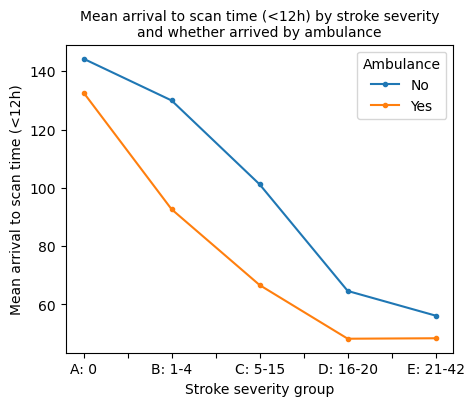 Mean arrival to scan time (<12h) by stroke severity
and whether arrived by ambulance
Mean arrival to scan time (<12h)
140
120
100
80
60
Ambulance
No
Yes
A: 0
B: 1-4
C: 5-15
D: 16-20
E: 21-42
Stroke severity group